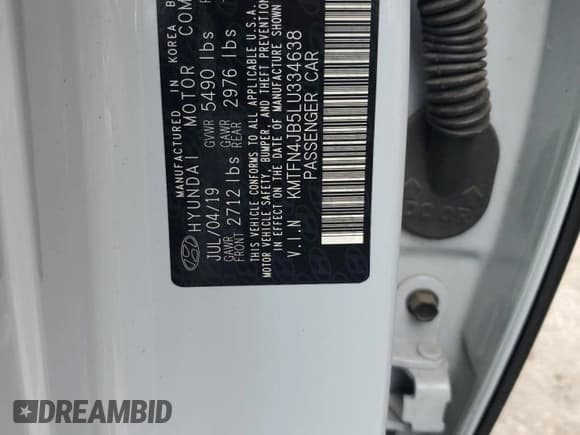 MANUFACTURED IN KOREA B
HYUNDAI MOTOR COM
JUL/04/19 GVWR 5490 lbs
GAWR FRONT 2712 lbs GAWR REAR 2976 lbs
THIS VEHICLE CONFORMS TO ALL APPLICABLE U.S.A.
MOTOR VEHICLE SAFETY, BUMPER, AND THEFT PREVENTION
IN EFFECT ON THE DATE OF MANUFACTURE
V.I.N KMTFN4JB5LU334638
PASSENGER CAR
DOOR
DREAMBID